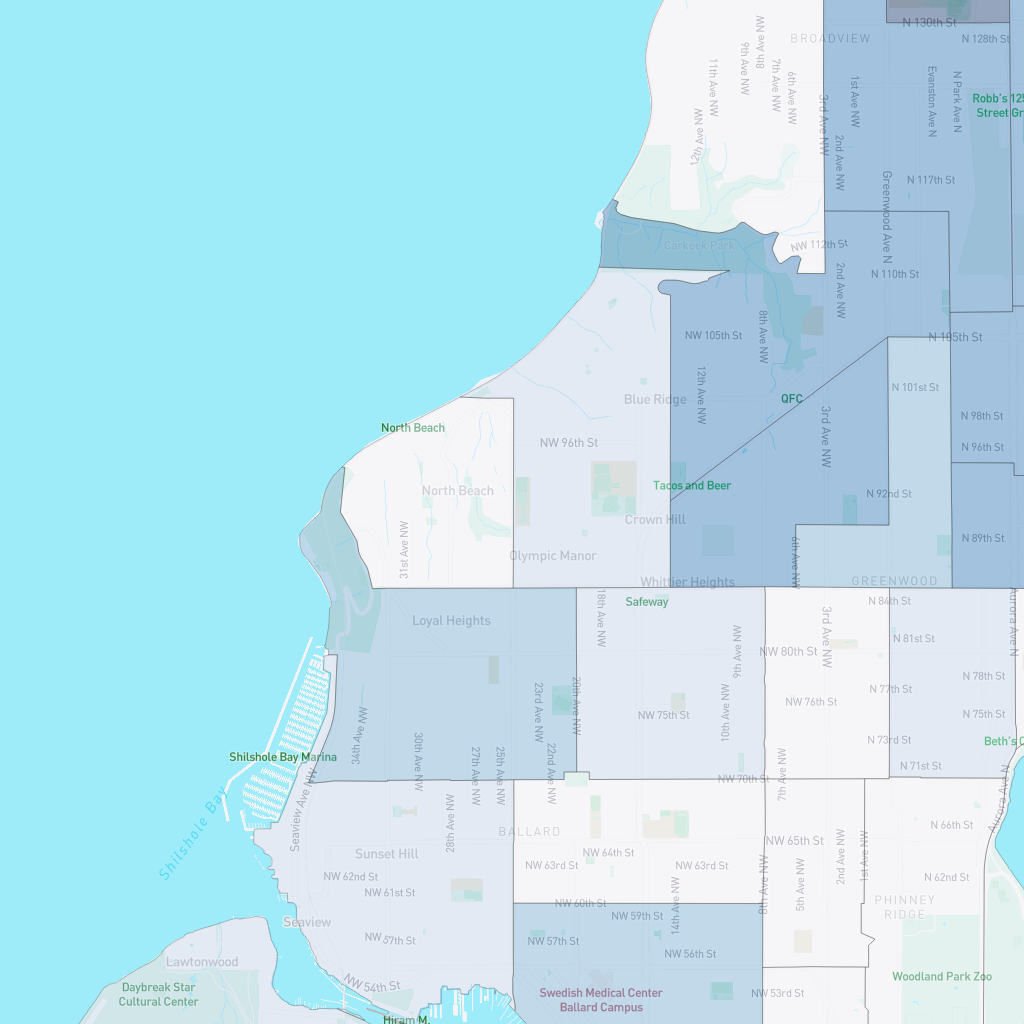 N 130th St
BROADVIEW
N 128th St
8th Ave NW
9th Ave NW
11th Ave NW
7th Ave NW
6th Ave NW
1st Ave NW
Evanston Ave N
N Park Ave N
Robb's 12
Street Gr
3rd Ave NW
12th Ave NW
2nd Ave NW
N 117th St
Greenwood Ave N
Carkeek Park
NW 112th St
2nd Ave NW
N 110th St
NW 105th St
8th Ave NW
N 105th St
12th Ave NW
N 101st St
Blue Ridge
QFC
3rd Ave NW
N 98th St
North Beach
NW 96th St
N 96th St
North Beach
Tacos and Beer
N 92nd St
Crown Hill
31st Ave NW
N 89th St
Olympic Manor
6th Ave NW
Whittier Heights
GREENWOOD
Safeway
N 84th St
Aurora Ave N
Loyal Heights
18th Ave NW
3rd Ave NW
N 81st St
9th Ave NW
NW 80th St
N 78th St
N 77th St
20th Ave NW
23rd Ave NW
10th Ave NW
NW 76th St
NW 75th St
N 75th St
34th Ave NW
30th Ave NW
N 73rd St
Beth's C
Shilshole Bay Marina
27th Ave NW
25th Ave NW
22nd Ave NW
NW 70th St
7th Ave NW
N 71st St
Seaview Ave NW
28th Ave NW
Aurora Ave N
Shilshole Bay
BALLARD
N 66th St
NW 65th St
Sunset Hill
NW 64th St
2nd Ave NW
1st Ave NW
NW 63rd St
NW 63rd St
NW 62nd St
N 62nd St
NW 61st St
8th Ave NW
5th Ave NW
14th Ave NW
NW 60th St
PHINNEY
RIDGE
Seaview
NW 59th St
NW 57th St
NW 57th St
NW 56th St
Lawtonwood
Woodland Park Zoo
Daybreak Star
Cultural Center
NW 54th St
Swedish Medical Center
Ballard Campus
NW 53rd St
Hiram M.